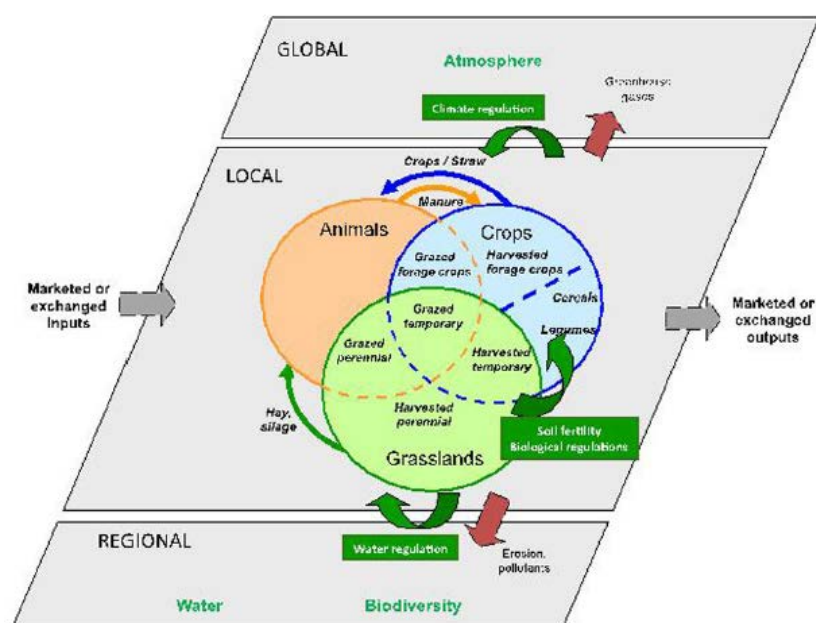 GLOBAL
Atmosphere
Greenhouse
gases
Climate regulation
LOCAL
Crops / Straw
Manure
Animals
Crops
Grazed
forage crops
Harvested
forage crops
Marketed or
exchanged
Inputs
Cereals
Marketed or
exchanged
outputs
Grazed
temporary
Legumes
Grazed
perennial
Harvested
temporary
Hay,
silage
Harvested
perennial
Soil fertility
Biological regulations
Grasslands
REGIONAL
Water regulation
Erosion,
pollutents
Water
Biodiversity